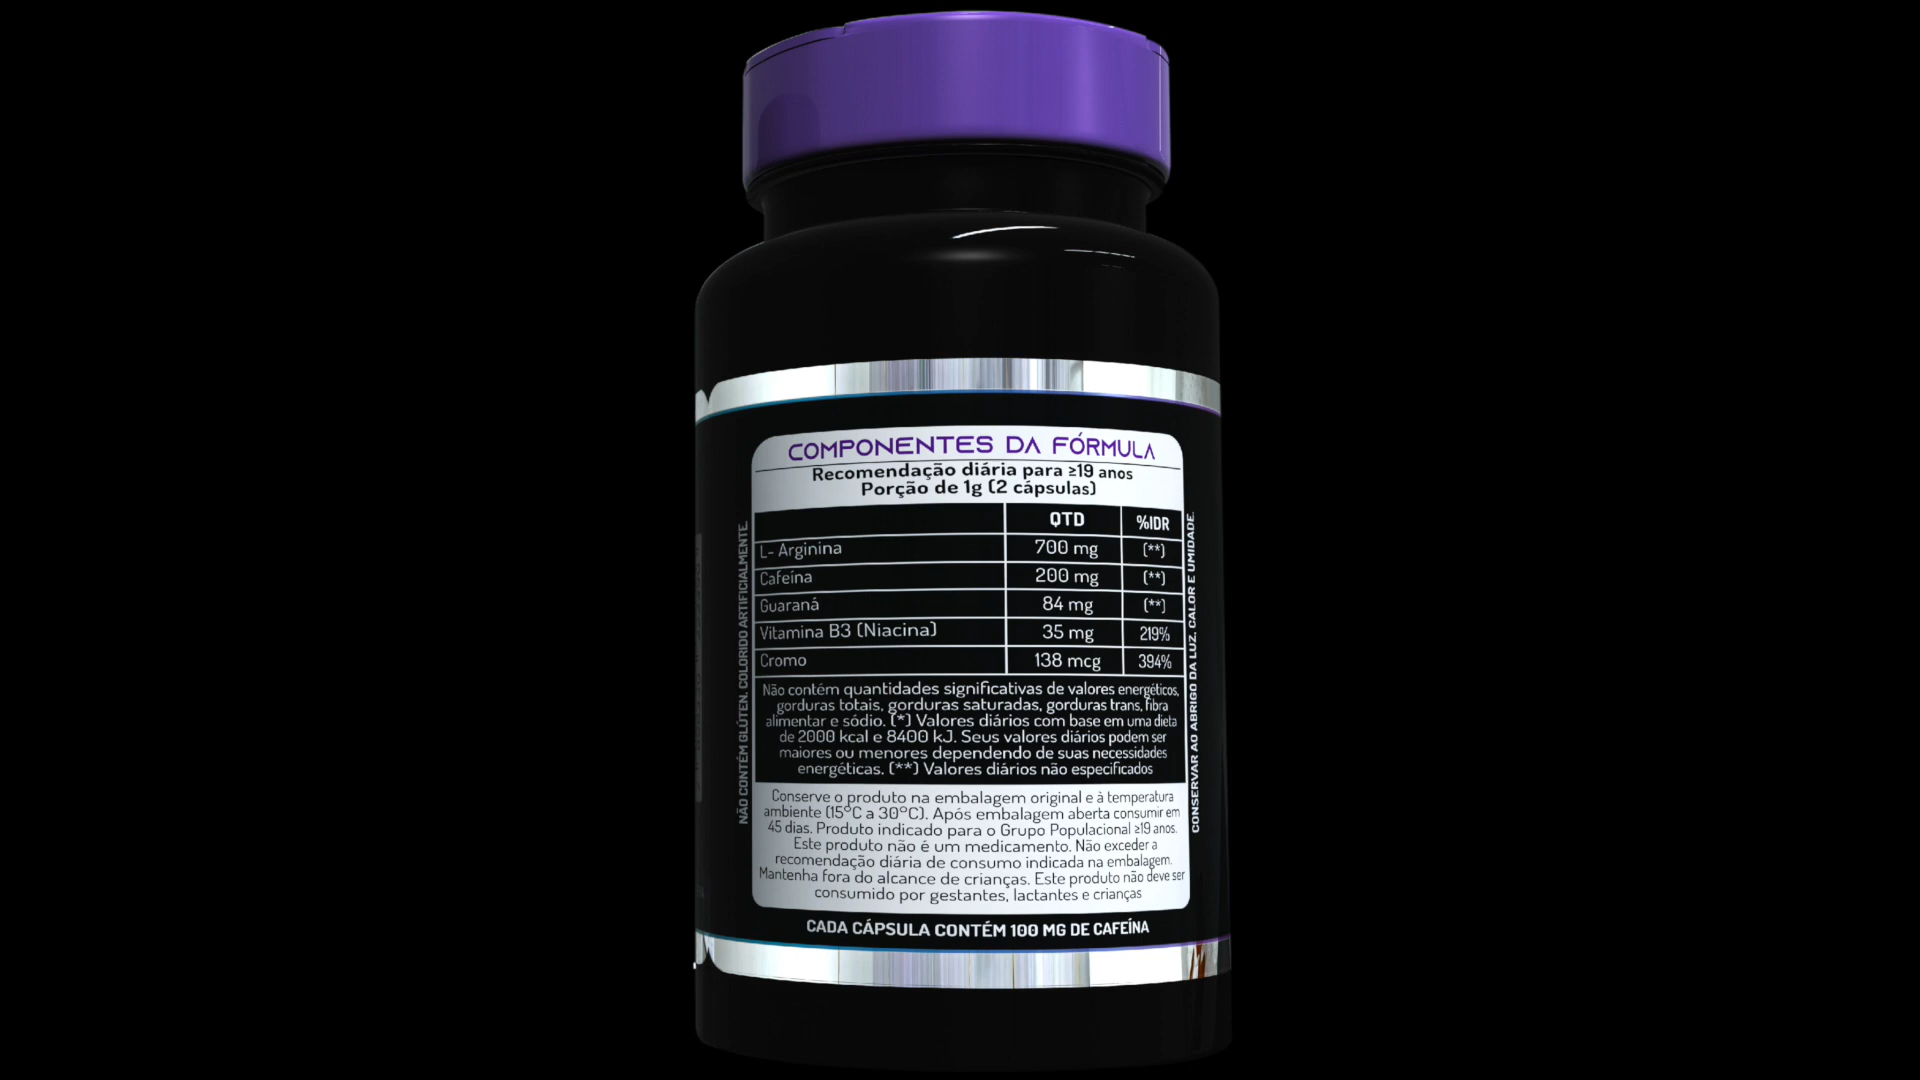 COMPONENTES DA FÓRMULA
Recomendação diária para ≥19 anos
Porção de 1g (2 cápsulas)
QTD %IDR
L- Arginina 700 mg (**)
Cafeína 200 mg (**)
Guaraná 84 mg (**)
Vitamina B3 (Niacina) 35 mg 219%
Cromo 138 mcg 394%
Não contém quantidades significativas de valores energéticos,
gorduras totais, gorduras saturadas, gorduras trans, fibra
alimentar e sódio. (*) Valores diários com base em uma dieta
de 2000 kcal e 8400 kJ. Seus valores diários podem ser
maiores ou menores dependendo de suas necessidades
energéticas. (**) Valores diários não especificados
Conserve o produto na embalagem original e à temperatura
ambiente (15°C a 30°C). Após embalagem aberta consumir em
45 dias. Produto indicado para o Grupo Populacional ≥19 anos.
Este produto não é um medicamento. Não exceder a
recomendação diária de consumo indicada na embalagem.
Mantenha fora do alcance de crianças. Este produto não deve ser
consumido por gestantes, lactantes e crianças
CADA CÁPSULA CONTÉM 100 MG DE CAFEÍNA
NÃO CONTÉM GLÚTEN. COLORIDO ARTIFICIALMENTE.
CONSERVAR AO ABRIGO DA LUZ, CALOR E UMIDADE.